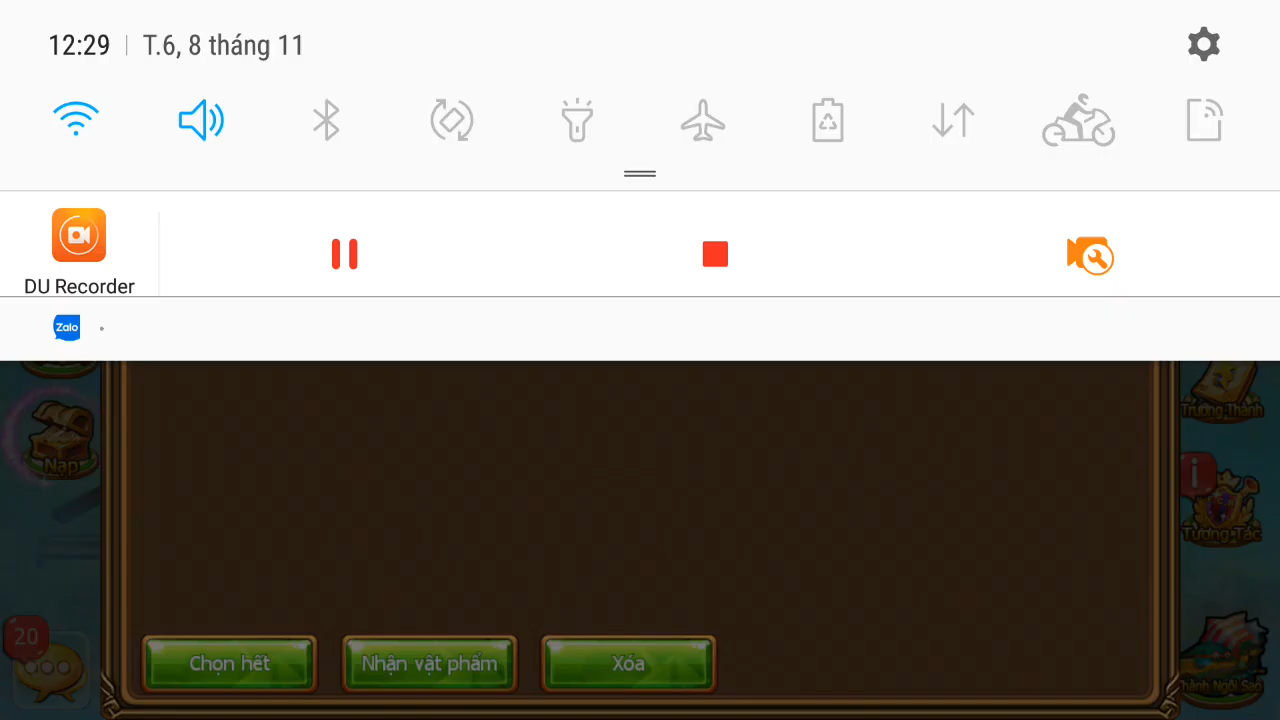 12:29 T.6, 8 tháng 11
DU Recorder
Zalo
Trưởng Thành
Nạp
i
Tương Tác
20
Chọn hết
Nhận vật phẩm
Xóa
Thành Ngôi Sao